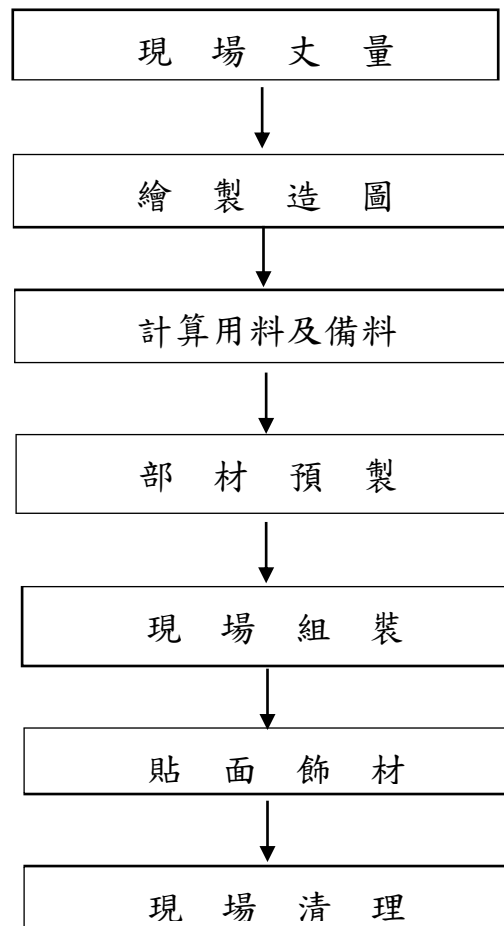 現場丈量
繪製造圖
計算用料及備料
部材預製
現場組裝
貼面飾材
現場清理